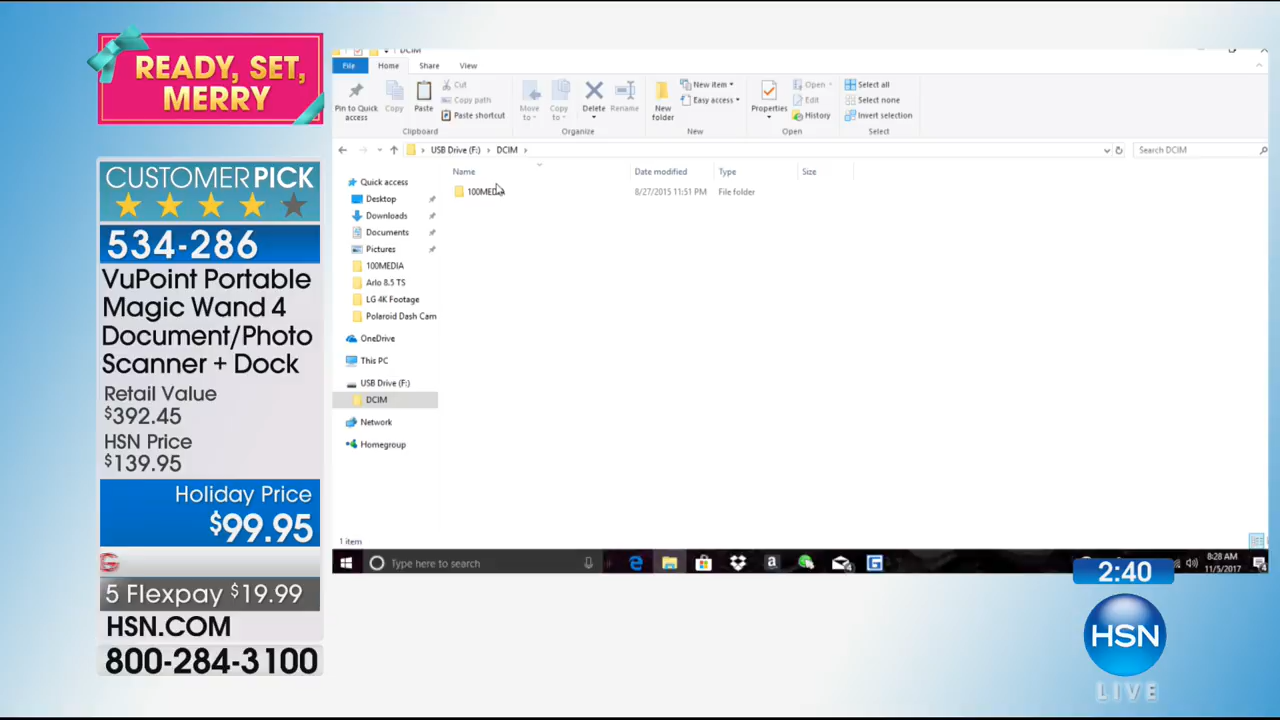 READY, SET,
MERRY
CUSTOMER PICK
534-286
VuPoint Portable
Magic Wand 4
Document/Photo
Scanner + Dock
Retail Value
$392.45
HSN Price
$139.95
Holiday Price
$99.95
G
5 Flexpay $19.99
HSN.COM
800-284-3100
DCIM
File Home Share View
Pin to Quick
access
Copy
Paste
Cut
Copy path
Paste shortcut
Clipboard
Move
to
Copy
to
Delete
Rename
Organize
New
folder
New item
Easy access
New
Properties
Open
Edit
History
Open
Select all
Select none
Invert selection
Select
USB Drive (F:) › DCIM ›
Search DCIM
Name Date modified Type Size
100MEDIA 8/27/2015 11:51 PM File folder
Quick access
Desktop
Downloads
Documents
Pictures
100MEDIA
Arlo 8.5 TS
LG 4K Footage
Polaroid Dash Cam
OneDrive
This PC
USB Drive (F:)
DCIM
Network
Homegroup
1 item
Type here to search
a
G
8:28 AM
11/5/2017
2:40
HSN
LIVE